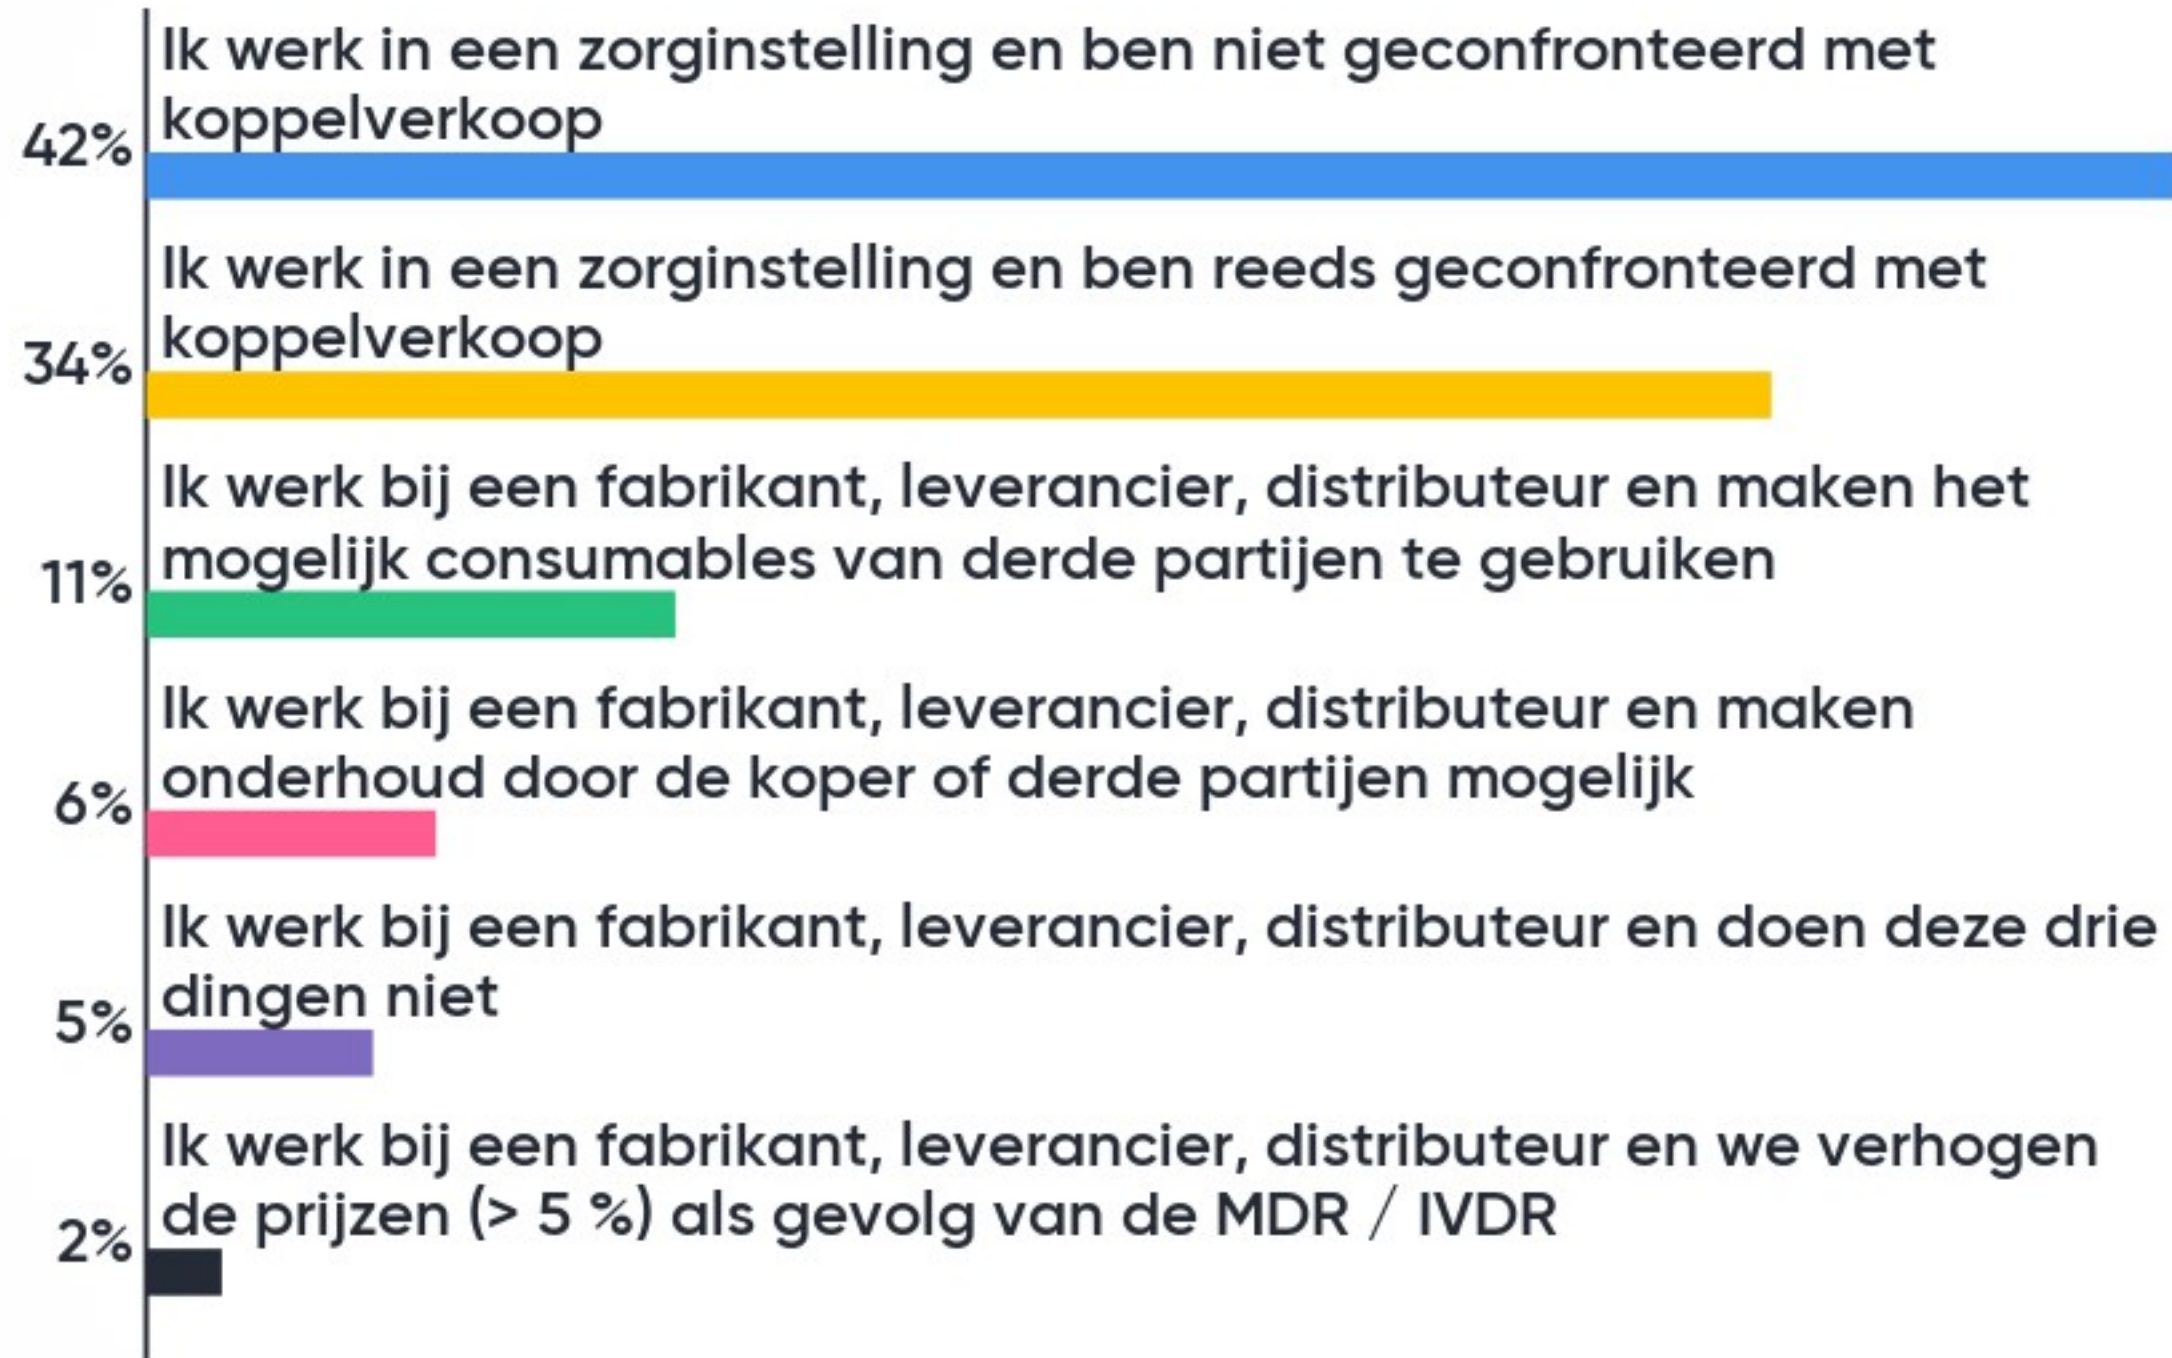 Ik werk in een zorginstelling en ben niet geconfronteerd met
koppelverkoop
42%
Ik werk in een zorginstelling en ben reeds geconfronteerd met
koppelverkoop
34%
Ik werk bij een fabrikant, leverancier, distributeur en maken het
mogelijk consumables van derde partijen te gebruiken
11%
Ik werk bij een fabrikant, leverancier, distributeur en maken
onderhoud door de koper of derde partijen mogelijk
6%
Ik werk bij een fabrikant, leverancier, distributeur en doen deze drie
dingen niet
5%
Ik werk bij een fabrikant, leverancier, distributeur en we verhogen
de prijzen (> 5 %) als gevolg van de MDR / IVDR
2%